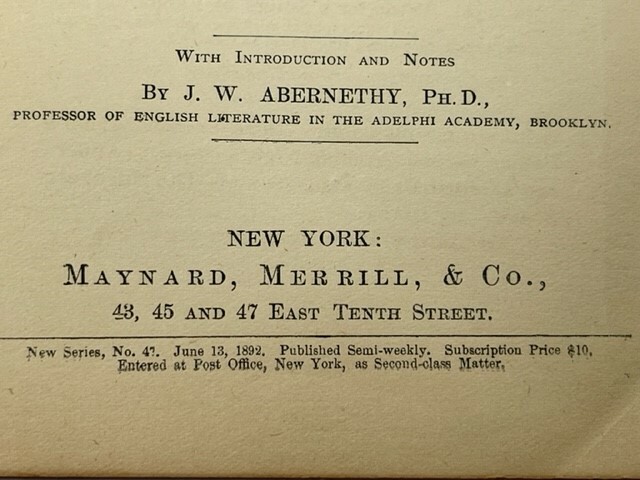 With Introduction and Notes
By J. W. ABERNETHY, Ph.D.,
PROFESSOR OF ENGLISH LITERATURE IN THE ADELPHI ACADEMY, BROOKLYN.
NEW YORK:
Maynard, Merrill, & Co.,
43, 45 and 47 East Tenth Street.
New Series, No. 47. June 13, 1892. Published Semi-weekly. Subscription Price $10.
Entered at Post Office, New York, as Second-class Matter.